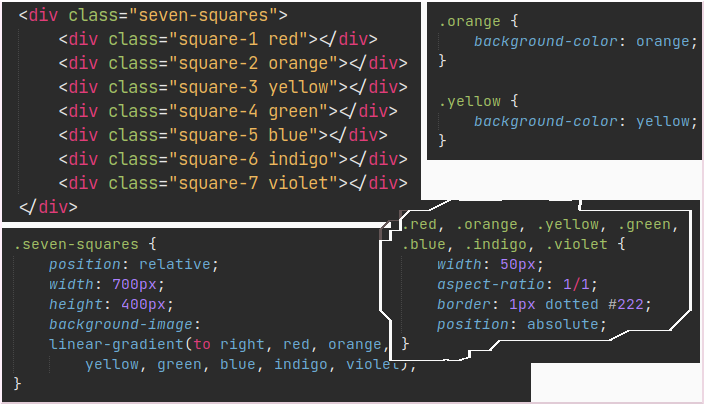 <div class="seven-squares">
<div class="square-1 red"></div>
<div class="square-2 orange"></div>
<div class="square-3 yellow"></div>
<div class="square-4 green"></div>
<div class="square-5 blue"></div>
<div class="square-6 indigo"></div>
<div class="square-7 violet"></div>
</div>
.orange {
background-color: orange;
}
.yellow {
background-color: yellow;
}
.seven-squares {
position: relative;
width: 700px;
height: 400px;
background-image:
linear-gradient(to right, red, orange,
yellow, green, blue, indigo, violet),
}
.red, .orange, .yellow, .green,
.blue, .indigo, .violet {
width: 50px;
aspect-ratio: 1/1;
border: 1px dotted #222;
position: absolute;
}